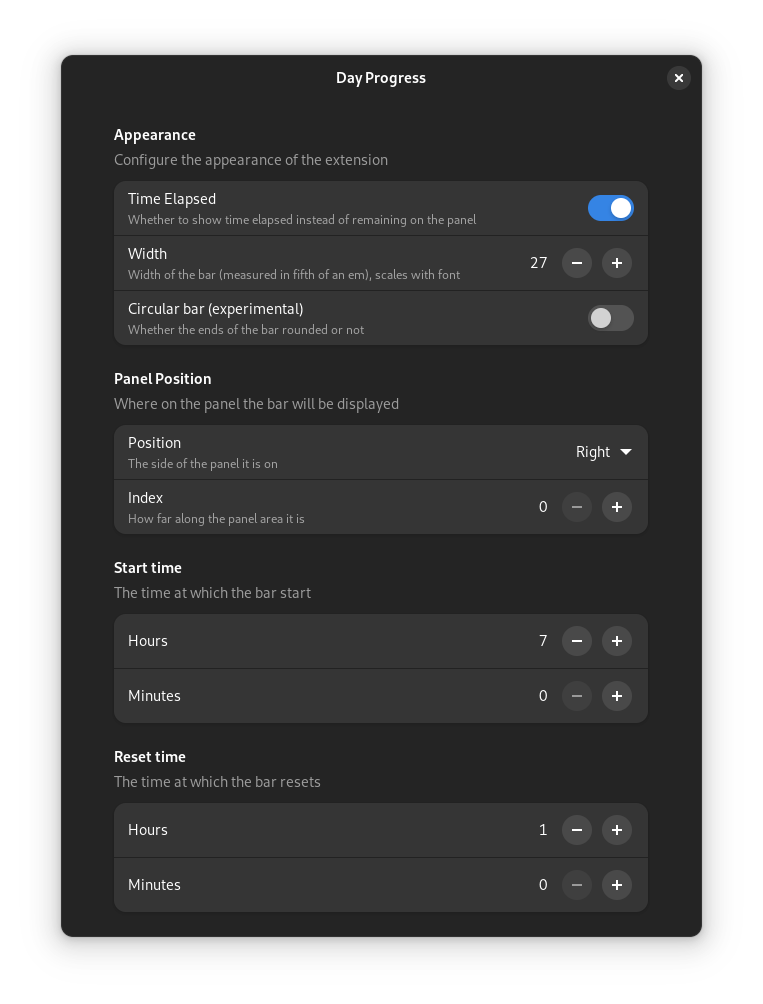 Day Progress
Appearance
Configure the appearance of the extension
Time Elapsed
Whether to show time elapsed instead of remaining on the panel
Width
Width of the bar (measured in fifth of an em), scales with font
27
Circular bar (experimental)
Whether the ends of the bar rounded or not
Panel Position
Where on the panel the bar will be displayed
Position
The side of the panel it is on
Right
Index
How far along the panel area it is
0
Start time
The time at which the bar start
Hours 7
Minutes 0
Reset time
The time at which the bar resets
Hours 1
Minutes 0